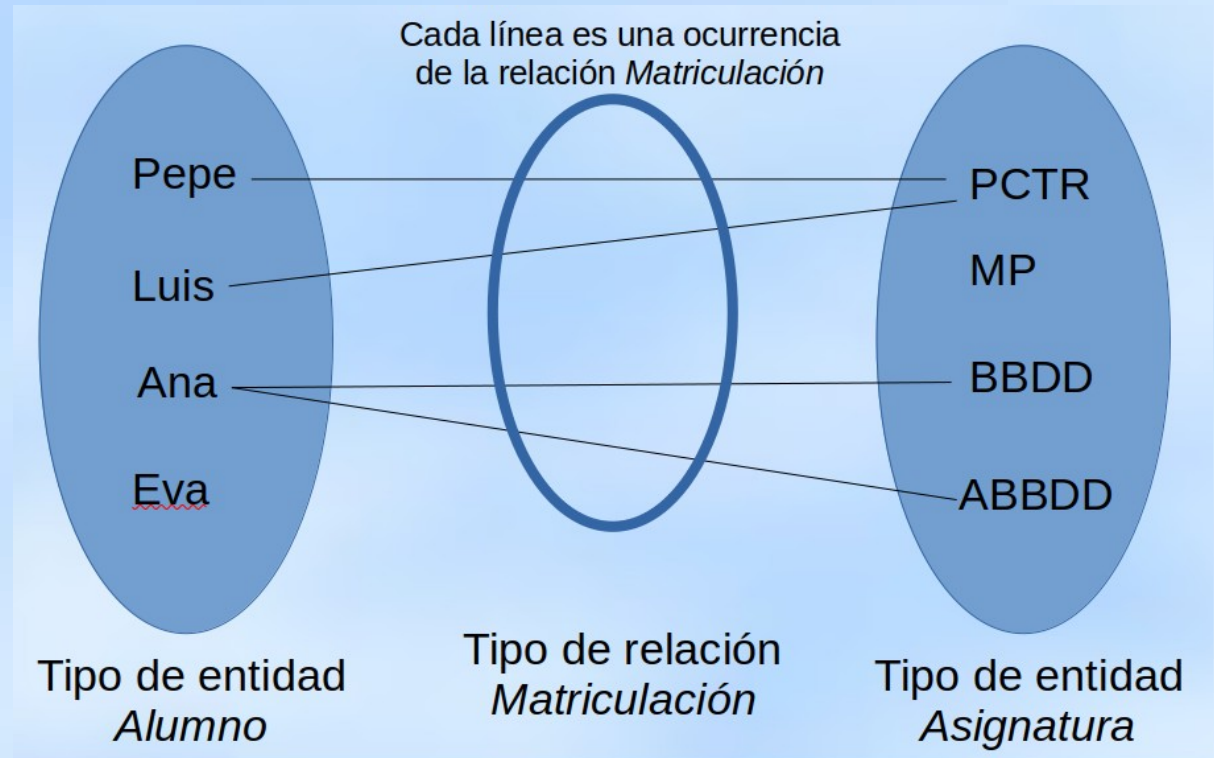 Cada línea es una ocurrencia
de la relación Matriculación
Pepe
Luis
Ana
Eva
PCTR
MP
BBDD
ABBDD
Tipo de entidad
Alumno
Tipo de relación
Matriculación
Tipo de entidad
Asignatura